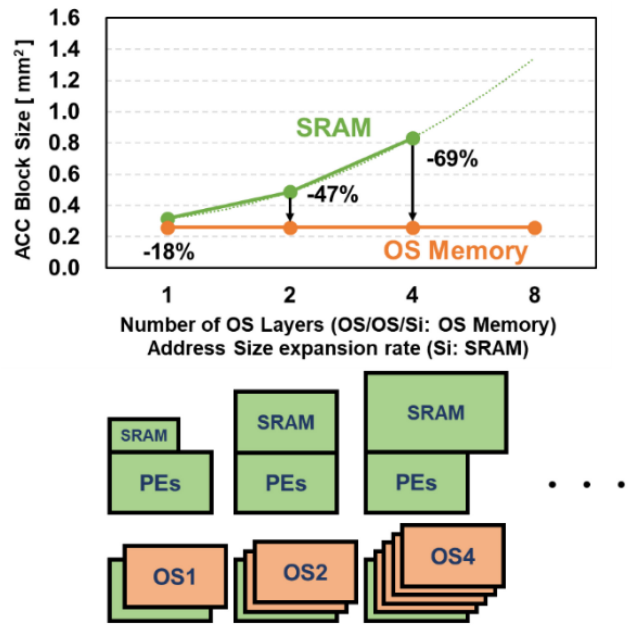 1.6
1.4
1.2
1.0
0.8
0.6
0.4
0.2
0.0
ACC Block Size [ mm² ]
SRAM
-69%
-47%
-18%
OS Memory
1 2 4 8
Number of OS Layers (OS/OS/Si: OS Memory)
Address Size expansion rate (Si: SRAM)
SRAM
PEs
SRAM
PEs
SRAM
PEs
. . .
OS1
OS2
OS4